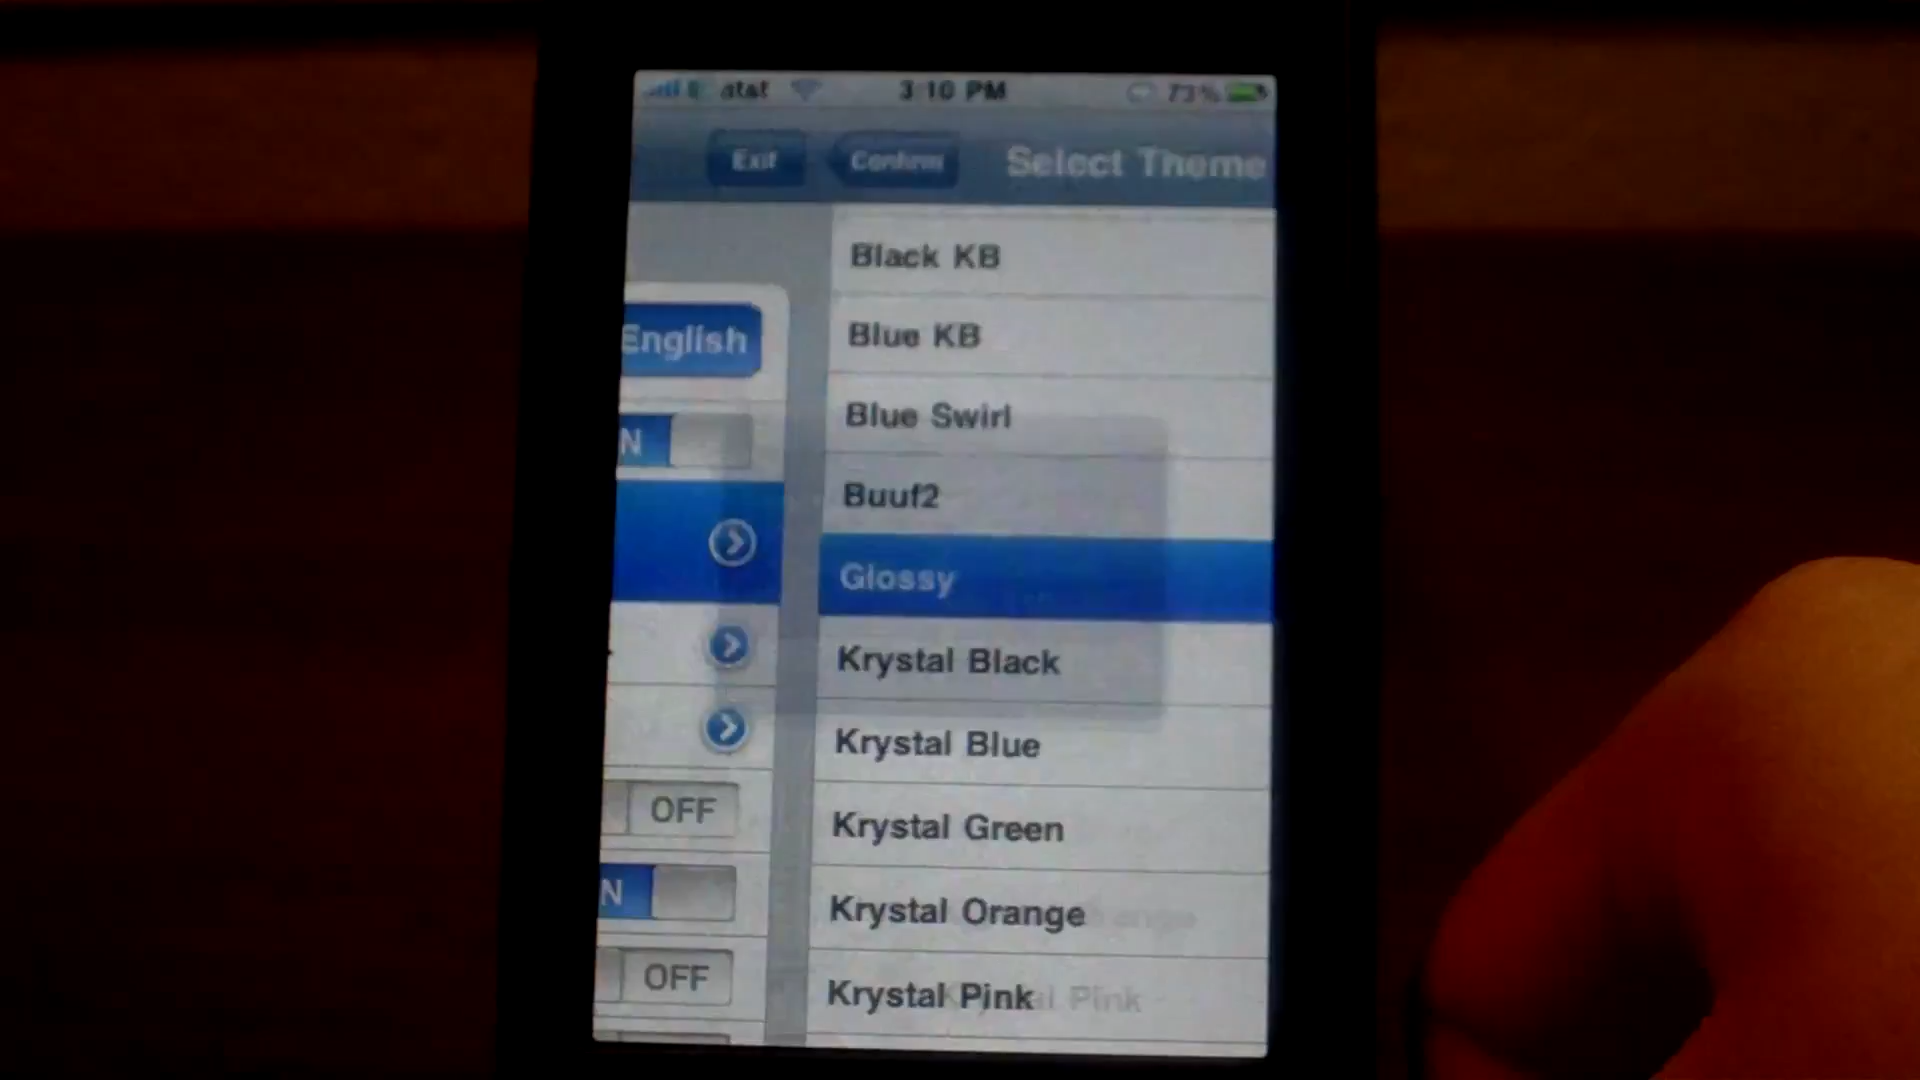 at&t 3:10 PM 73%
Exit Confirm Select Theme
Black KB
Blue KB
English
Blue Swirl
N
Buuf2
Glossy
Krystal Black
Krystal Blue
OFF
Krystal Green
N
Krystal Orange
OFF
Krystal Pink